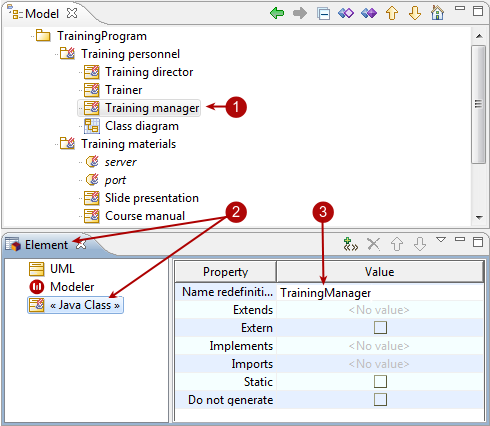 Model
TrainingProgram
Training personnel
Training director
Trainer
Training manager
1
Class diagram
Training materials
server
port
Slide presentation
Course manual
2
3
Element
UML
Modeler
« Java Class »
Property Value
Name redefiniti... TrainingManager
Extends <No value>
Extern
Implements <No value>
Imports <No value>
Static
Do not generate